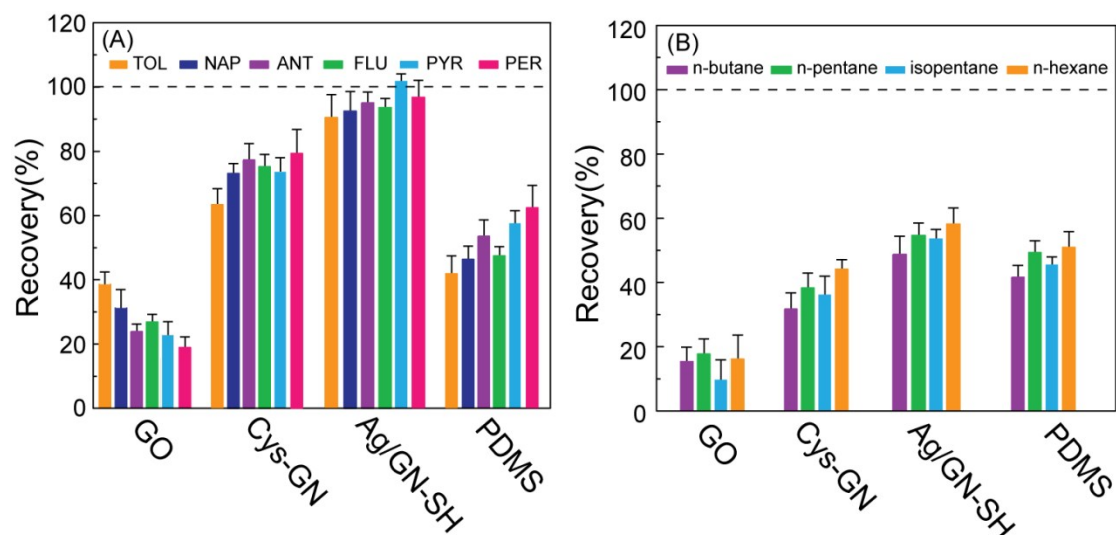 (A)
TOL NAP ANT FLU PYR PER
120
100
80
60
40
20
0
Recovery(%)
GO
Cys-GN
Ag/GN-SH
PDMS
(B)
n-butane n-pentane isopentane n-hexane
120
100
80
60
40
20
0
Recovery(%)
GO
Cys-GN
Ag/GN-SH
PDMS